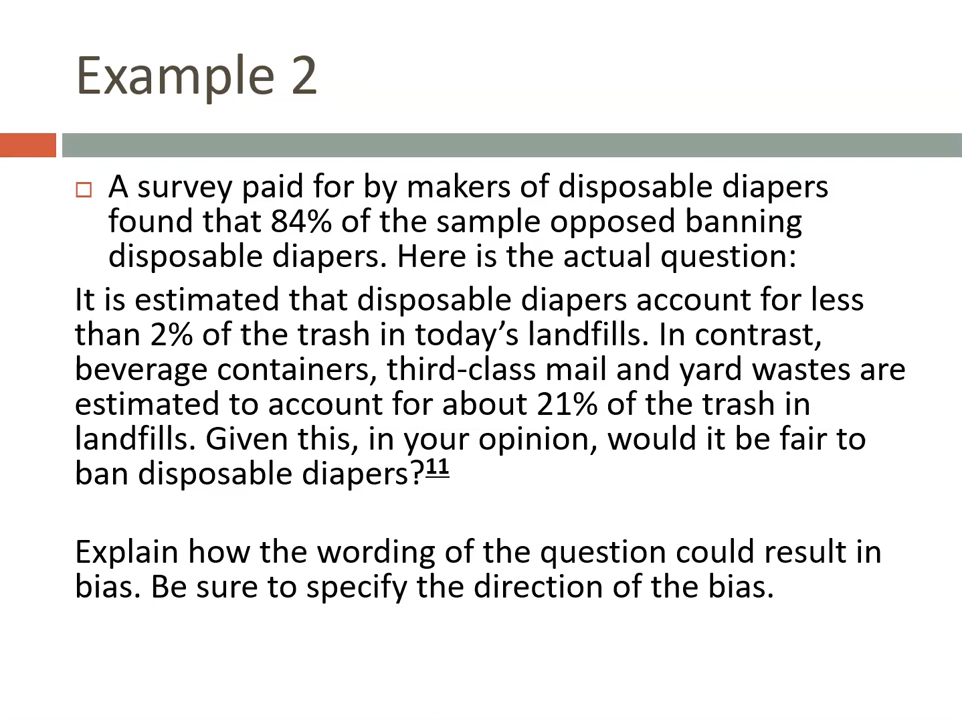 Example 2
A survey paid for by makers of disposable diapers
found that 84% of the sample opposed banning
disposable diapers. Here is the actual question:
It is estimated that disposable diapers account for less
than 2% of the trash in today’s landfills. In contrast,
beverage containers, third-class mail and yard wastes are
estimated to account for about 21% of the trash in
landfills. Given this, in your opinion, would it be fair to
ban disposable diapers?11
Explain how the wording of the question could result in
bias. Be sure to specify the direction of the bias.